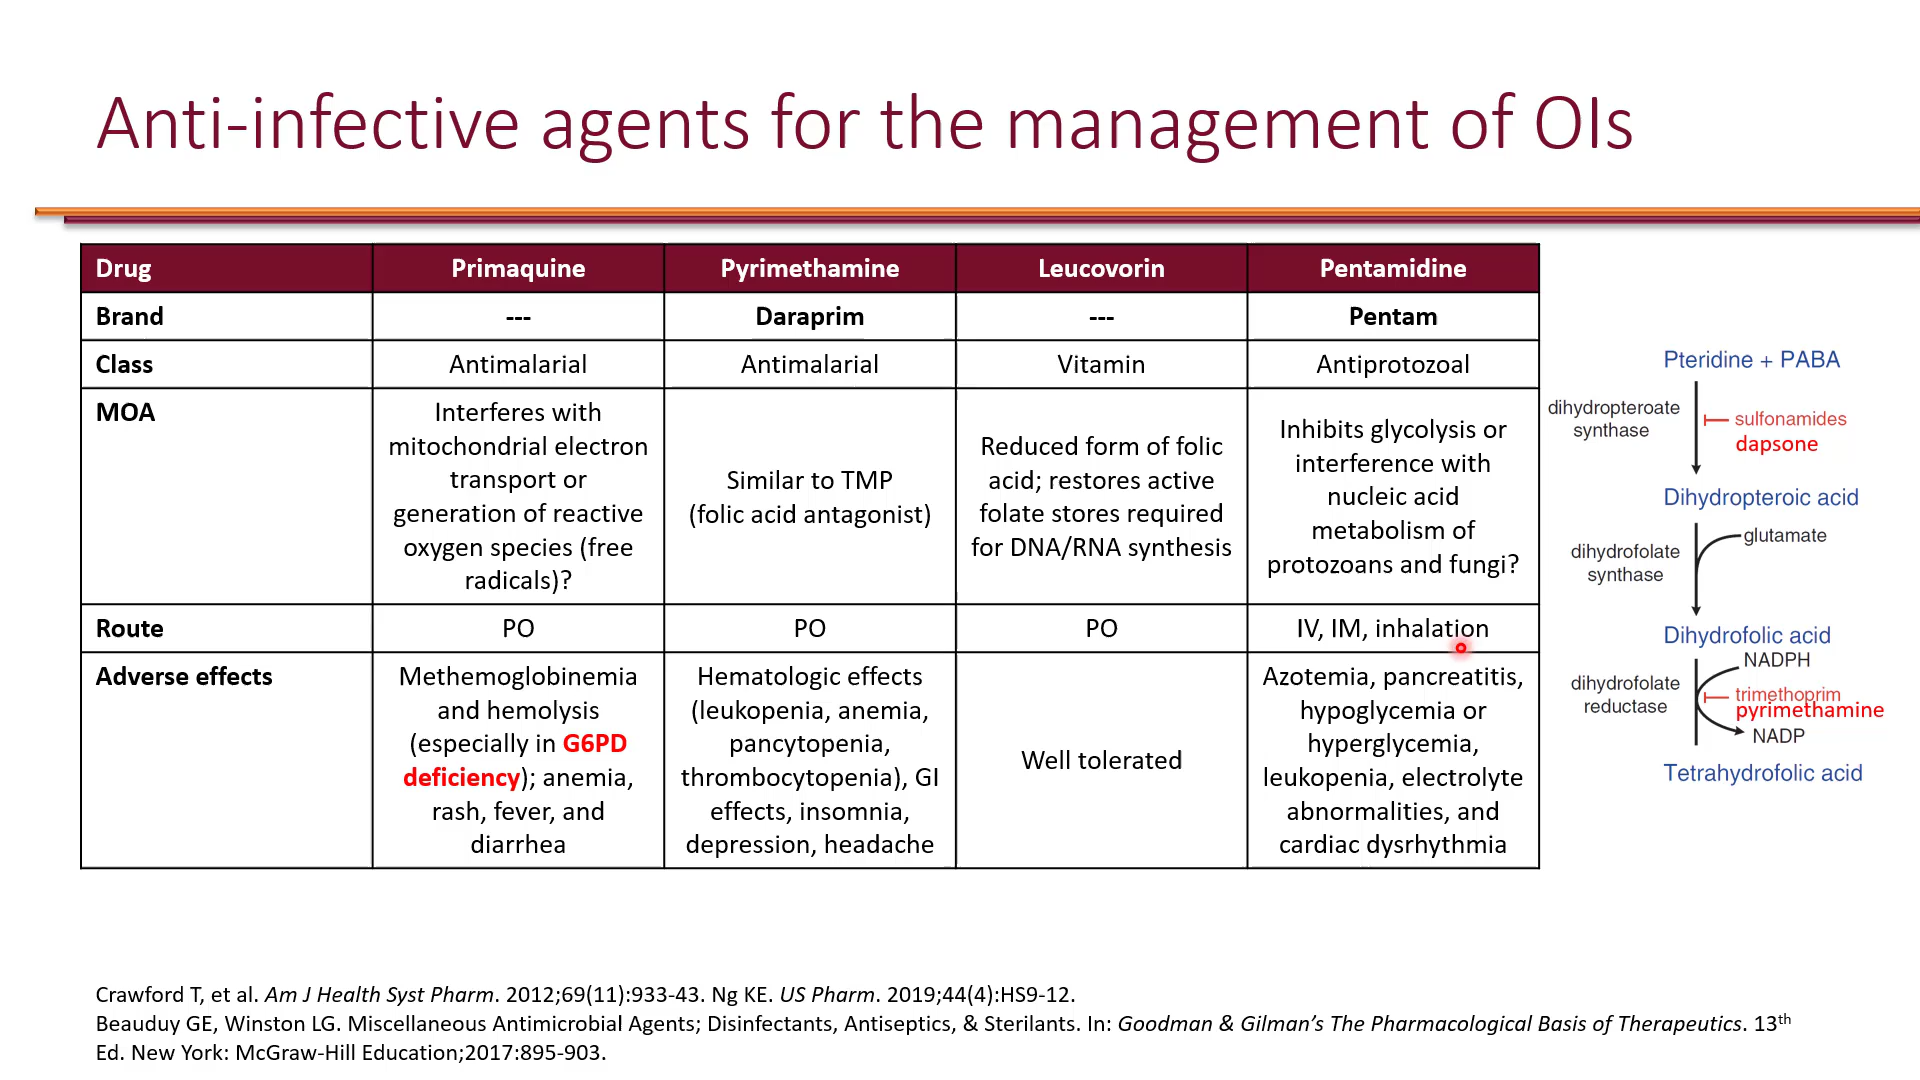 Anti-infective agents for the management of OIs
Drug
Primaquine
Pyrimethamine
Leucovorin
Pentamidine
Brand
---
Daraprim
---
Pentam
Class
Antimalarial
Antimalarial
Vitamin
Antiprotozoal
MOA
Interferes with
mitochondrial electron
transport or
generation of reactive
oxygen species (free
radicals)?
Similar to TMP
(folic acid antagonist)
Reduced form of folic
acid; restores active
folate stores required
for DNA/RNA synthesis
Inhibits glycolysis or
interference with
nucleic acid
metabolism of
protozoans and fungi?
Route
PO
PO
PO
IV, IM, inhalation
Adverse effects
Methemoglobinemia
and hemolysis
(especially in G6PD
deficiency); anemia,
rash, fever, and
diarrhea
Hematologic effects
(leukopenia, anemia,
pancytopenia,
thrombocytopenia), GI
effects, insomnia,
depression, headache
Well tolerated
Azotemia, pancreatitis,
hypoglycemia or
hyperglycemia,
leukopenia, electrolyte
abnormalities, and
cardiac dysrhythmia
Pteridine + PABA
dihydropteroate
synthase
sulfonamides
dapsone
Dihydropteroic acid
glutamate
dihydrofolate
synthase
Dihydrofolic acid
NADPH
dihydrofolate
reductase
trimethoprim
pyrimethamine
NADP
Tetrahydrofolic acid
Crawford T, et al. Am J Health Syst Pharm. 2012;69(11):933-43. Ng KE. US Pharm. 2019;44(4):HS9-12.
Beauduy GE, Winston LG. Miscellaneous Antimicrobial Agents; Disinfectants, Antiseptics, & Sterilants. In: Goodman & Gilman's The Pharmacological Basis of Therapeutics. 13th
Ed. New York: McGraw-Hill Education;2017:895-903.